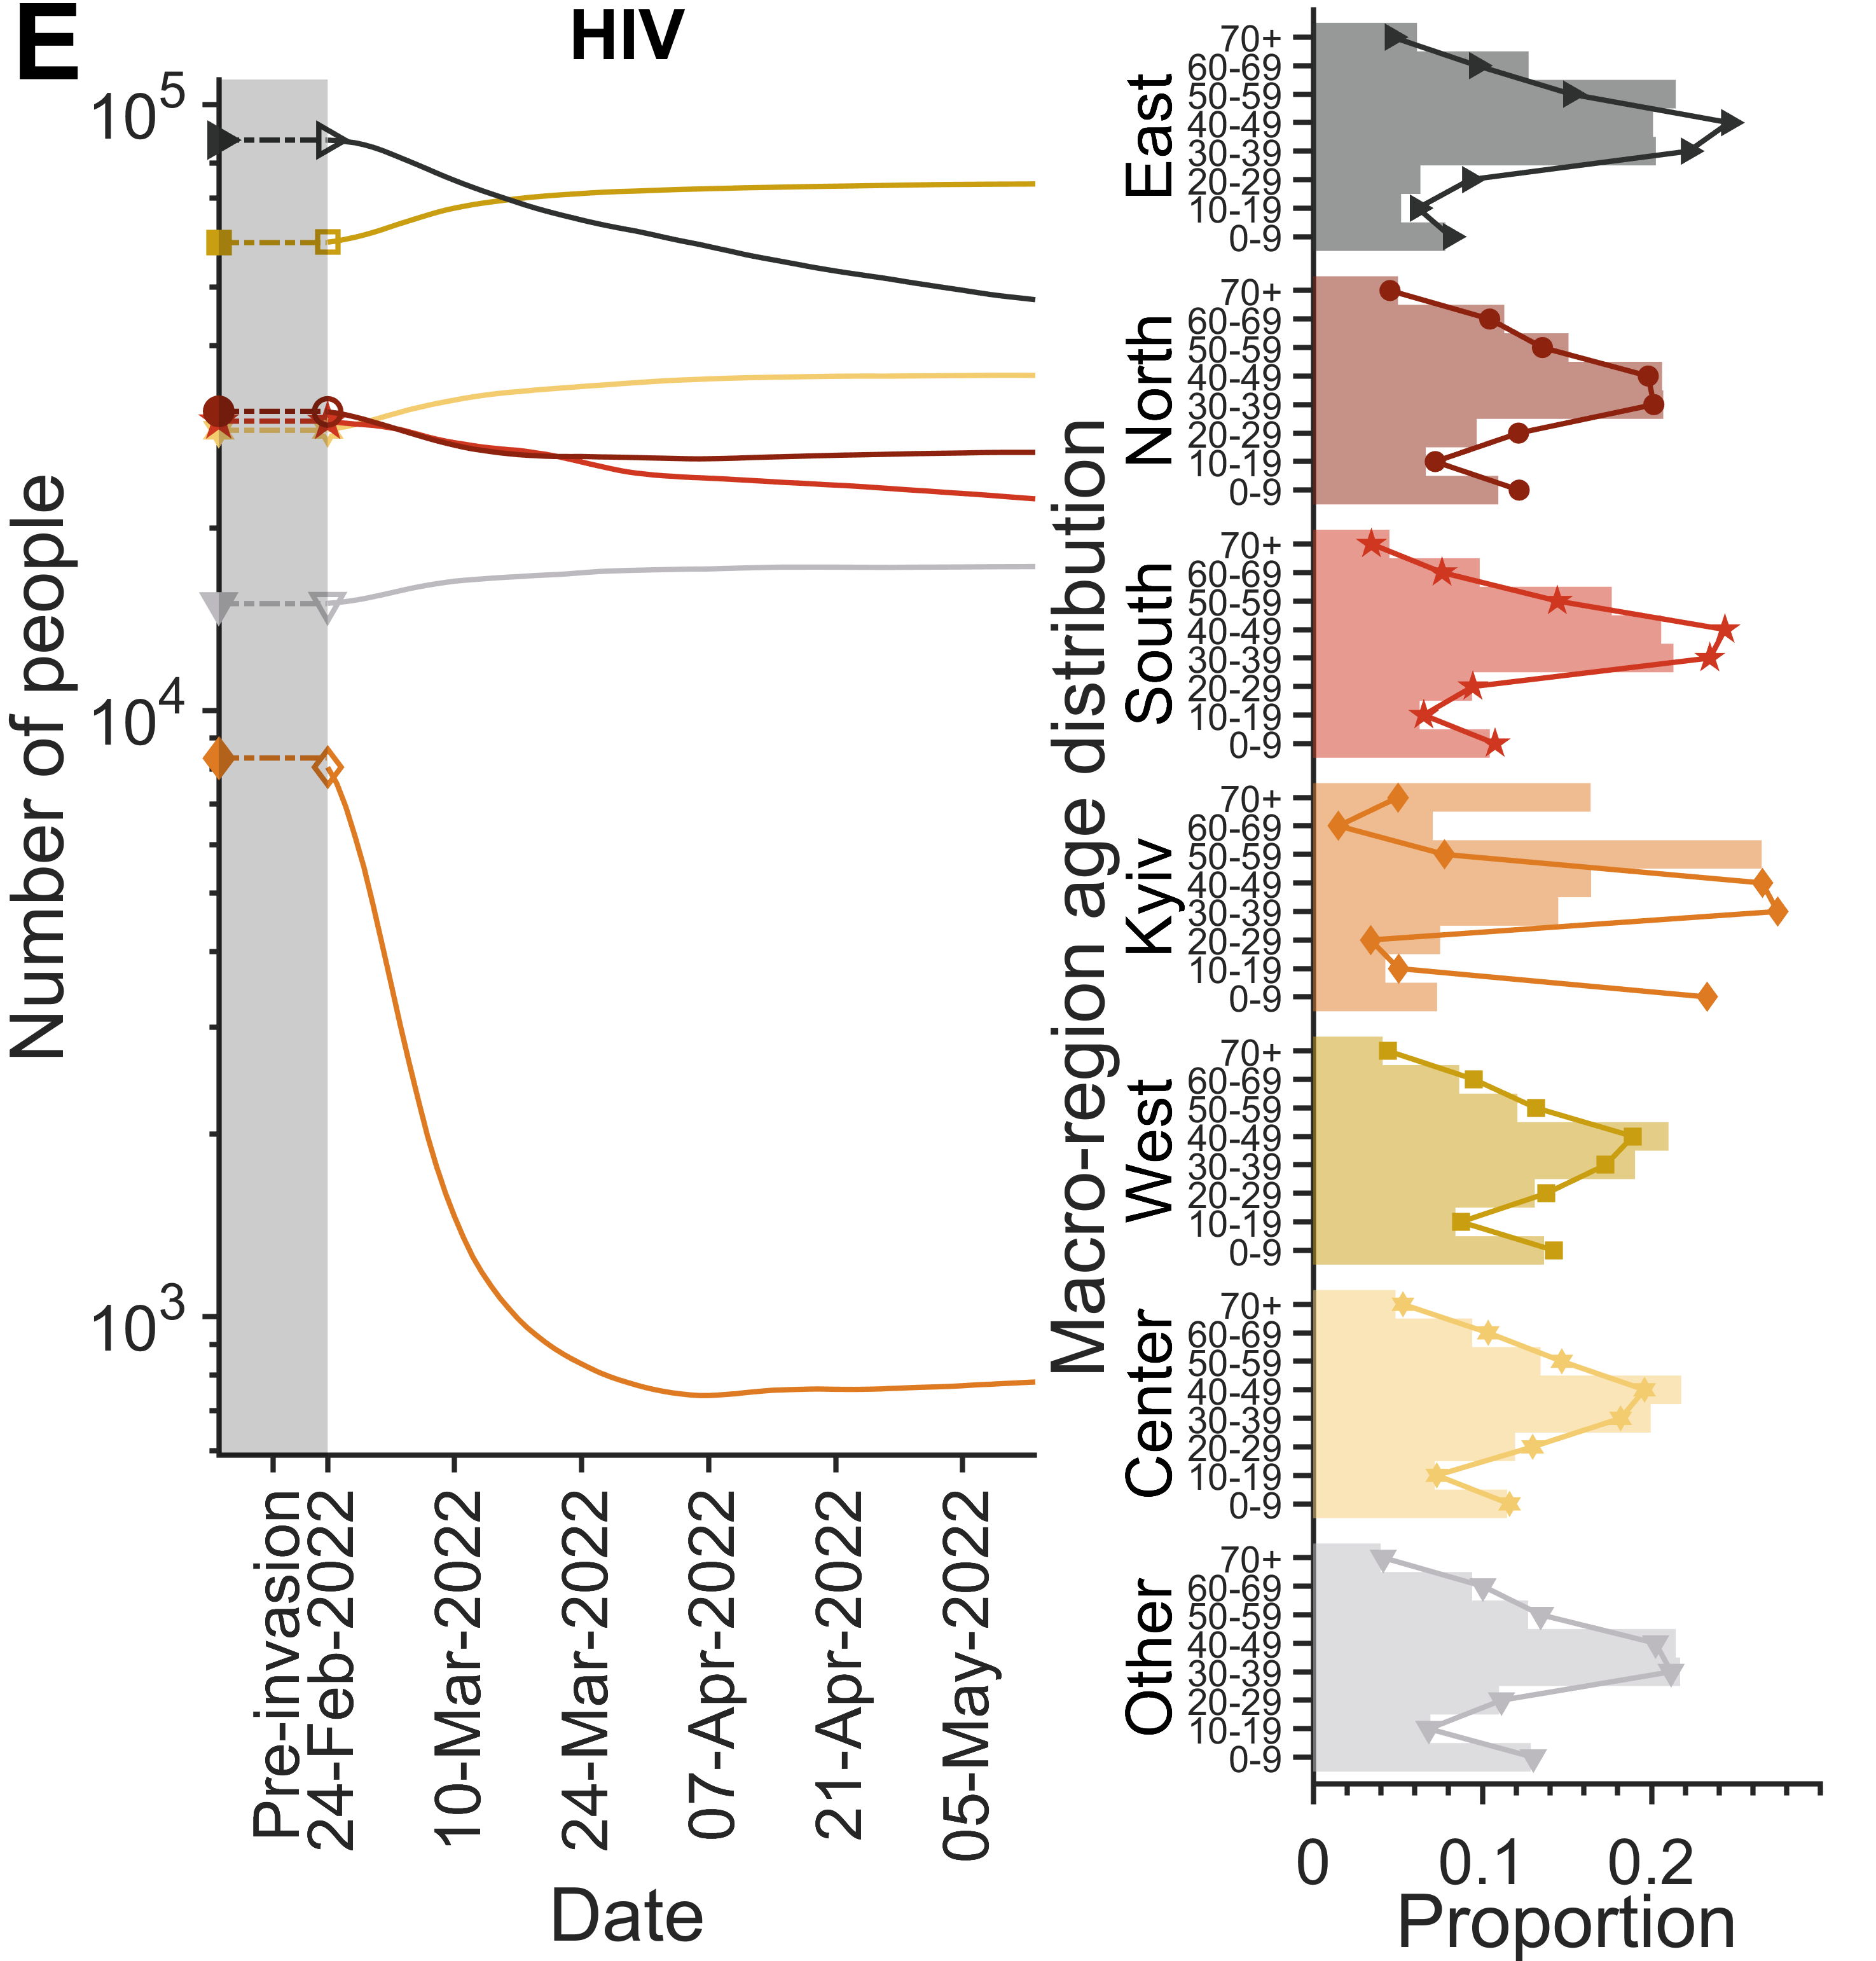 E
HIV
Number of people
10^5
10^4
10^3
Pre-invasion
24-Feb-2022
10-Mar-2022
24-Mar-2022
07-Apr-2022
21-Apr-2022
05-May-2022
Date
Macro-region age distribution
East
70+
60-69
50-59
40-49
30-39
20-29
10-19
0-9
North
70+
60-69
50-59
40-49
30-39
20-29
10-19
0-9
South
70+
60-69
50-59
40-49
30-39
20-29
10-19
0-9
Kyiv
70+
60-69
50-59
40-49
30-39
20-29
10-19
0-9
West
70+
60-69
50-59
40-49
30-39
20-29
10-19
0-9
Center
70+
60-69
50-59
40-49
30-39
20-29
10-19
0-9
Other
70+
60-69
50-59
40-49
30-39
20-29
10-19
0-9
0 0.1 0.2
Proportion